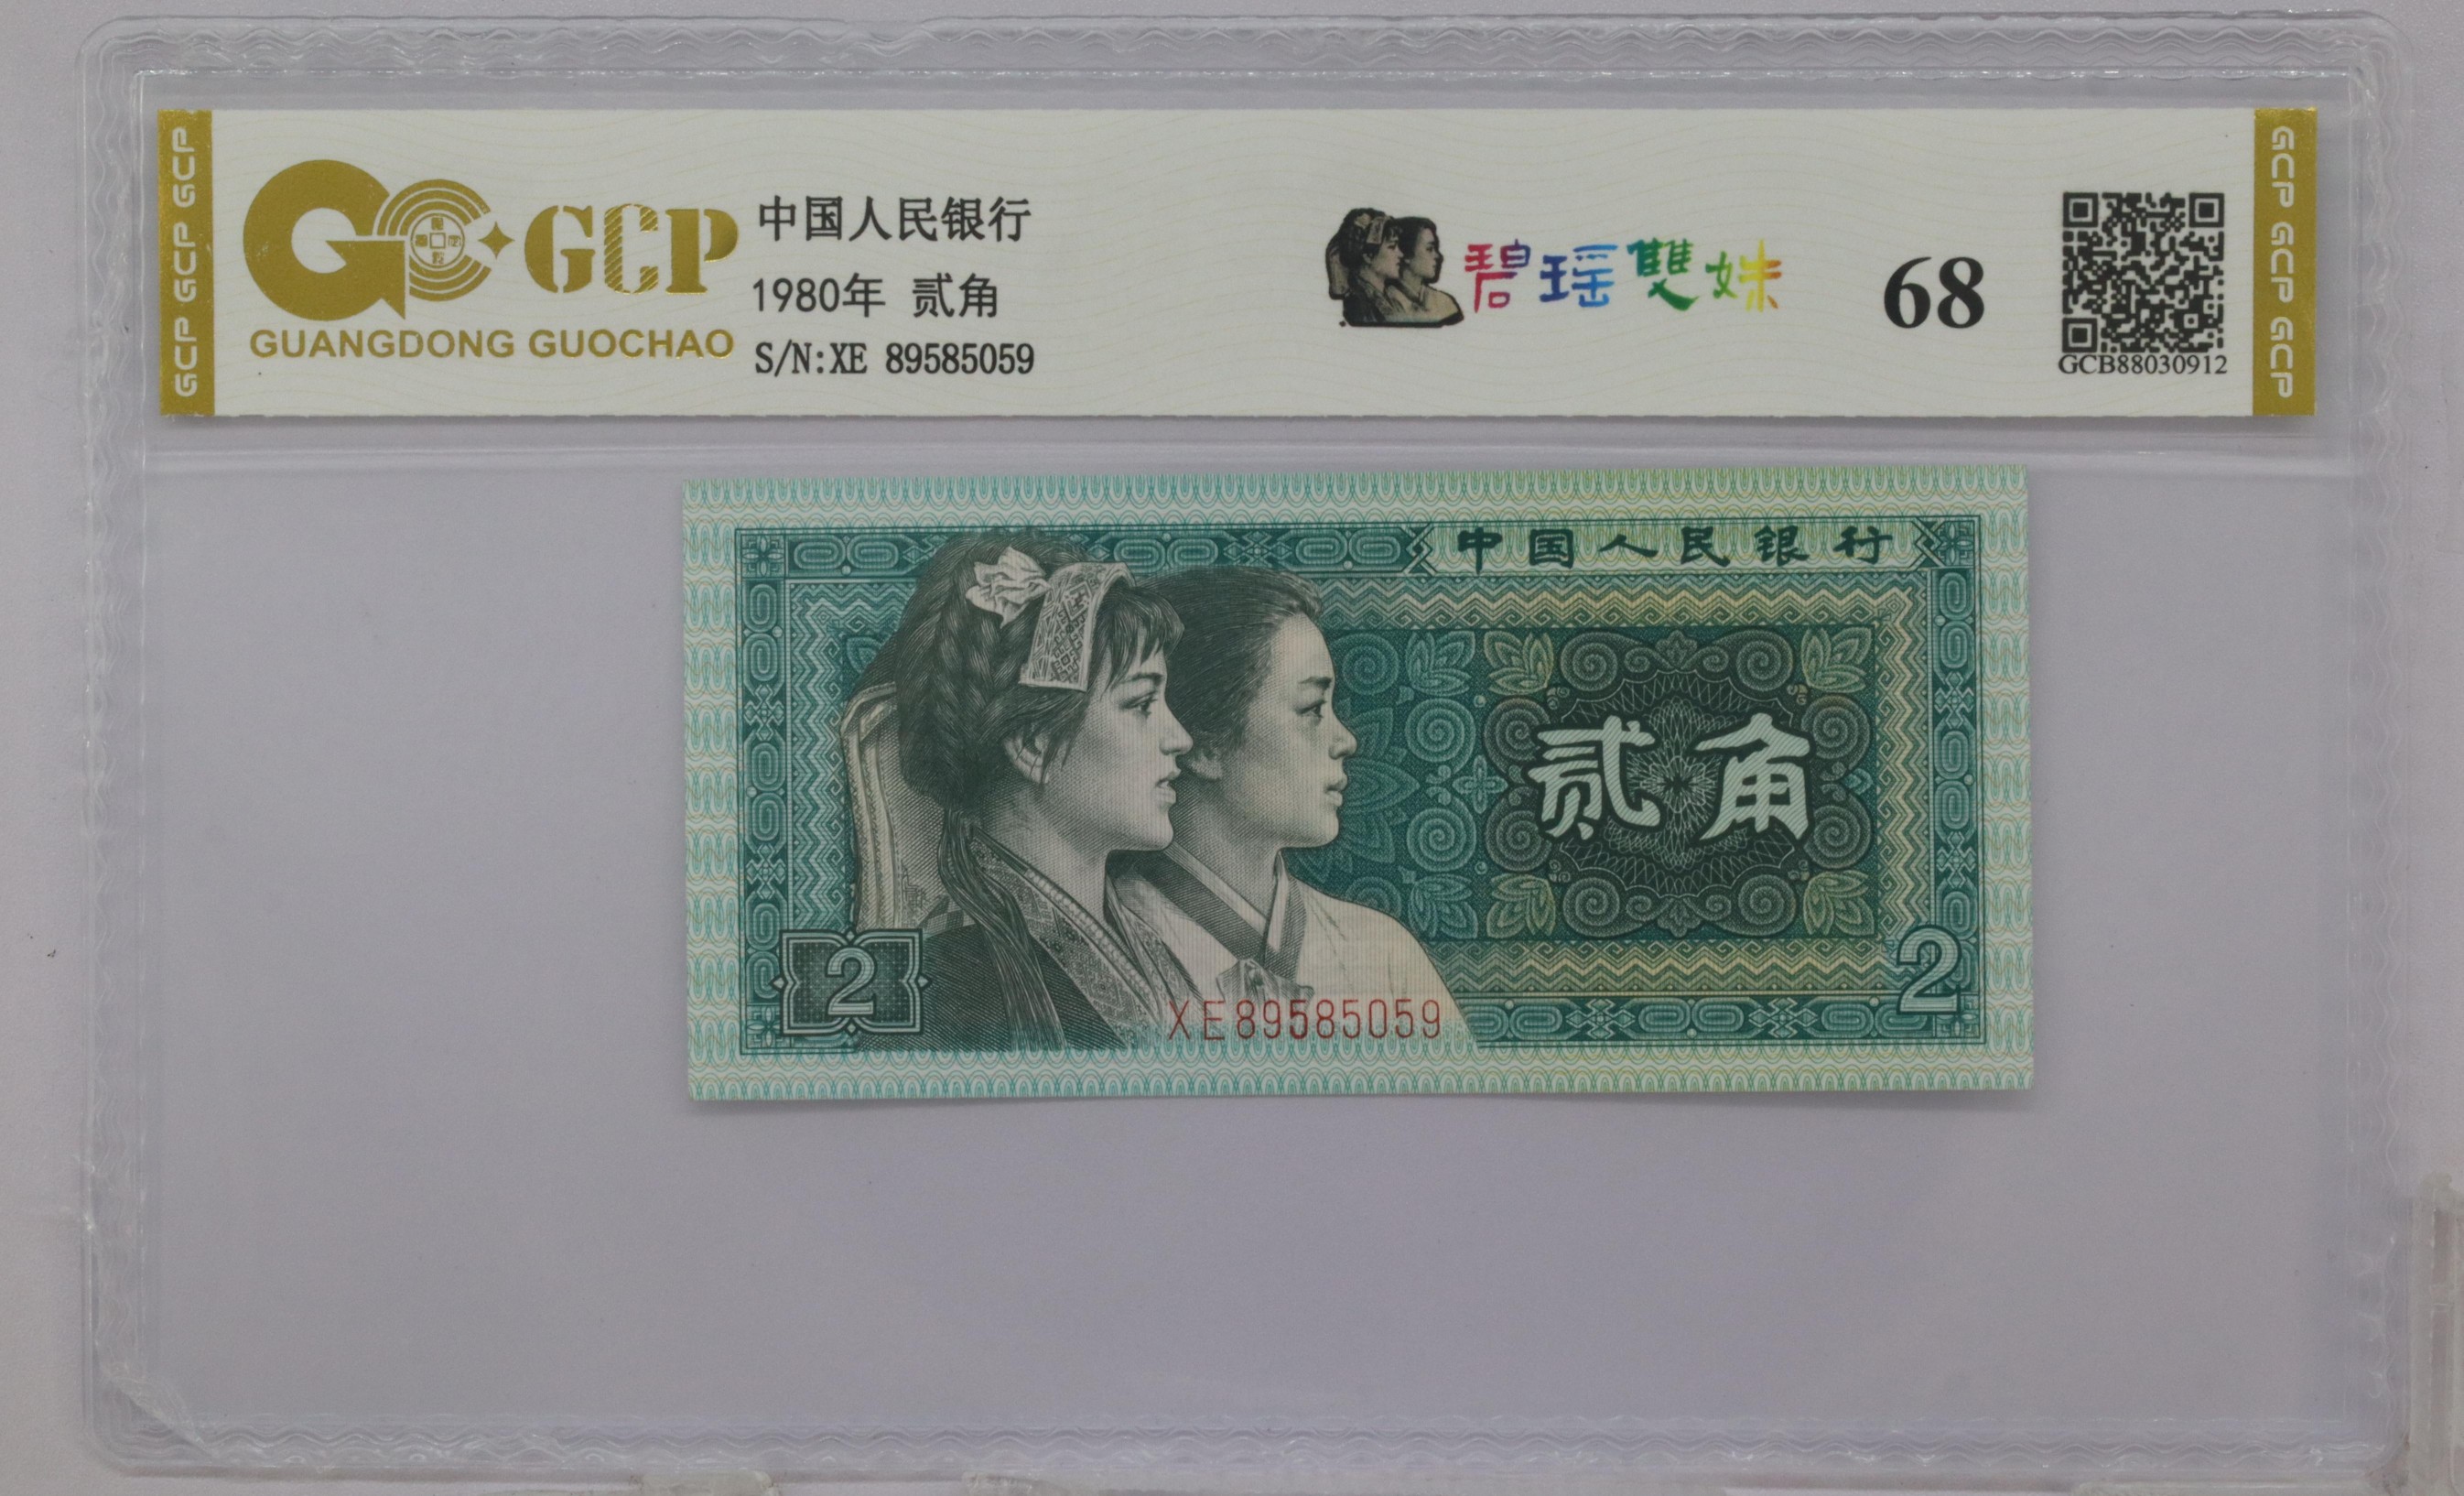 GCP GCP GCP
GCP
GUANGDONG GUOCHAO
中国人民银行
1980年 贰角
S/N:XE 89585059
碧瑶雙妹
68
GCB88030912
GCP GCP GCP
中国人民银行
贰角
2
XE89585059
2